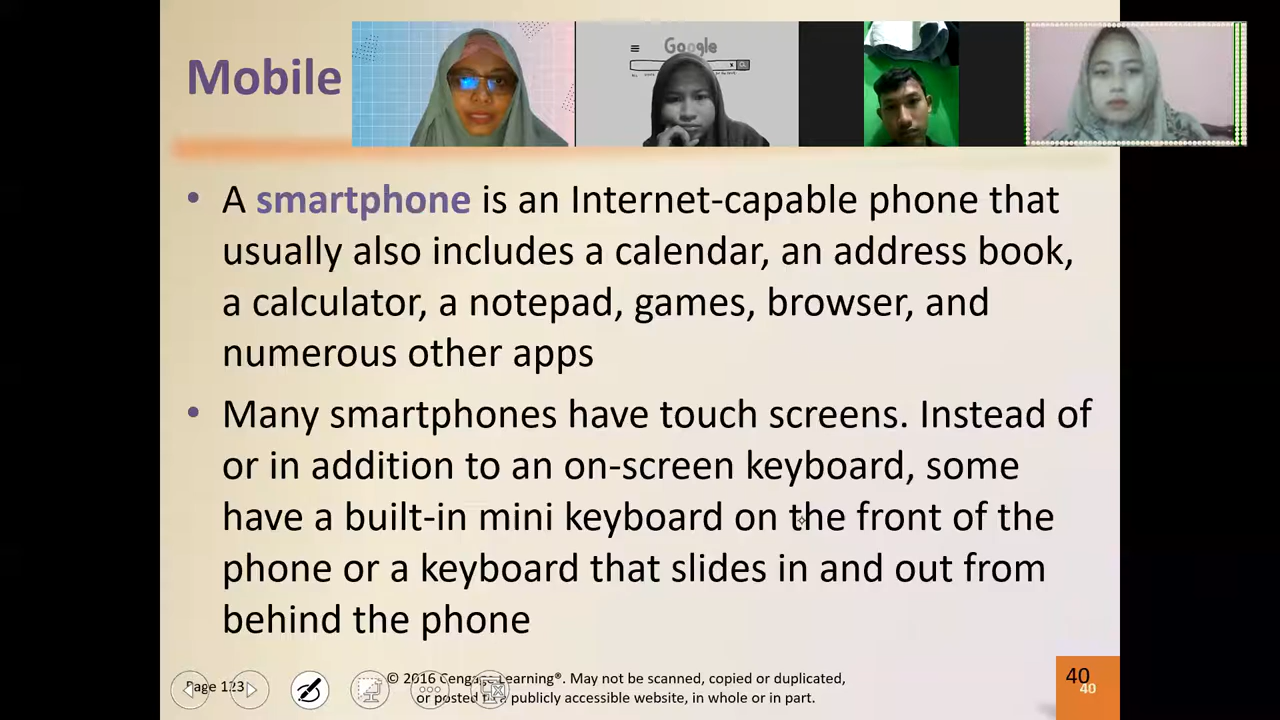 Mobile
Google
• A smartphone is an Internet-capable phone that
usually also includes a calendar, an address book,
a calculator, a notepad, games, browser, and
numerous other apps
• Many smartphones have touch screens. Instead of
or in addition to an on-screen keyboard, some
have a built-in mini keyboard on the front of the
phone or a keyboard that slides in and out from
behind the phone
Page 123
© 2016 Cengage Learning®. May not be scanned, copied or duplicated,
or posted to a publicly accessible website, in whole or in part.
40
40